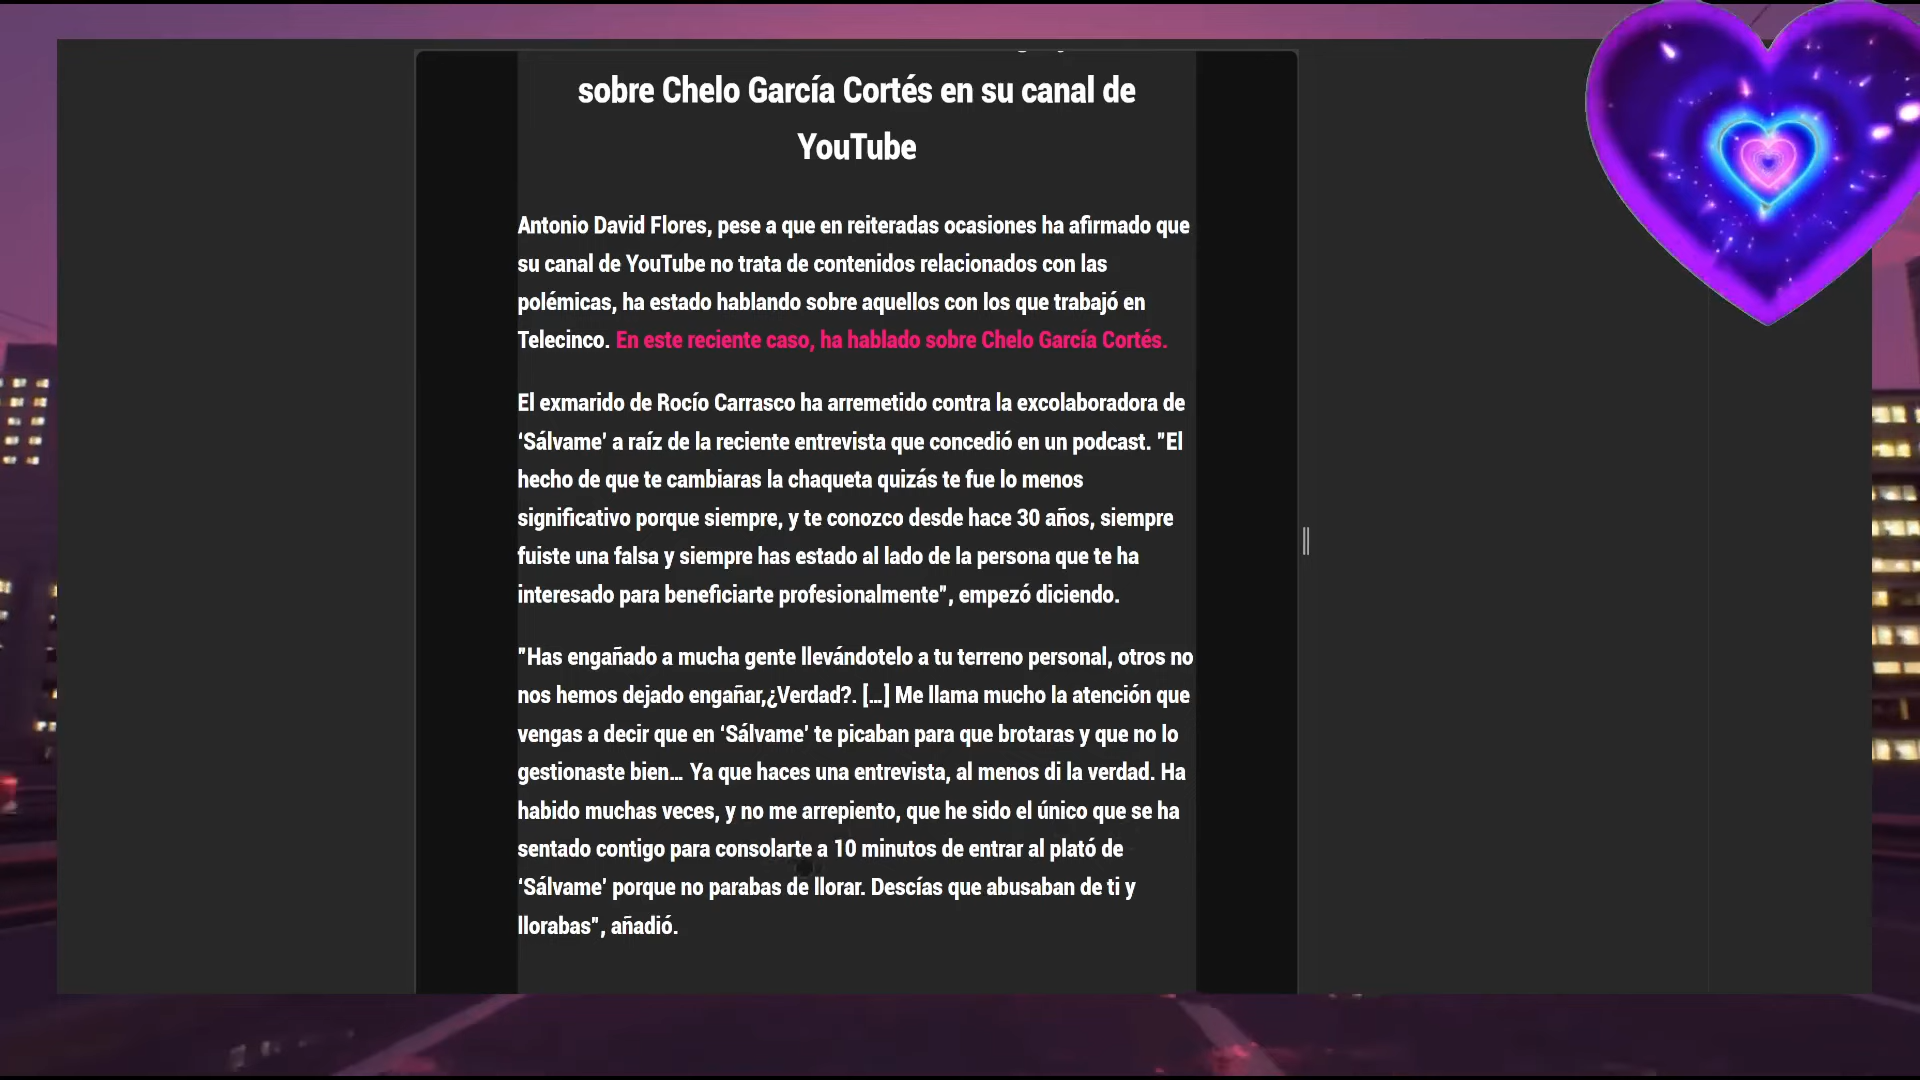 sobre Chelo García Cortés en su canal de
YouTube
Antonio David Flores, pese a que en reiteradas ocasiones ha afirmado que
su canal de YouTube no trata de contenidos relacionados con las
polémicas, ha estado hablando sobre aquellos con los que trabajó en
Telecinco. En este reciente caso, ha hablado sobre Chelo García Cortés.
El exmarido de Rocío Carrasco ha arremetido contra la excolaboradora de
‘Sálvame’ a raíz de la reciente entrevista que concedió en un podcast. "El
hecho de que te cambiaras la chaqueta quizás te fue lo menos
significativo porque siempre, y te conozco desde hace 30 años, siempre
fuiste una falsa y siempre has estado al lado de la persona que te ha
interesado para beneficiarte profesionalmente", empezó diciendo.
"Has engañado a mucha gente llevándotelo a tu terreno personal, otros no
nos hemos dejado engañar,¿Verdad?. [...] Me llama mucho la atención que
vengas a decir que en ‘Sálvame’ te picaban para que brotaras y que no lo
gestionaste bien... Ya que haces una entrevista, al menos di la verdad. Ha
habido muchas veces, y no me arrepiento, que he sido el único que se ha
sentado contigo para consolarte a 10 minutos de entrar al plató de
‘Sálvame’ porque no parabas de llorar. Descías que abusaban de ti y
llorabas", añadió.